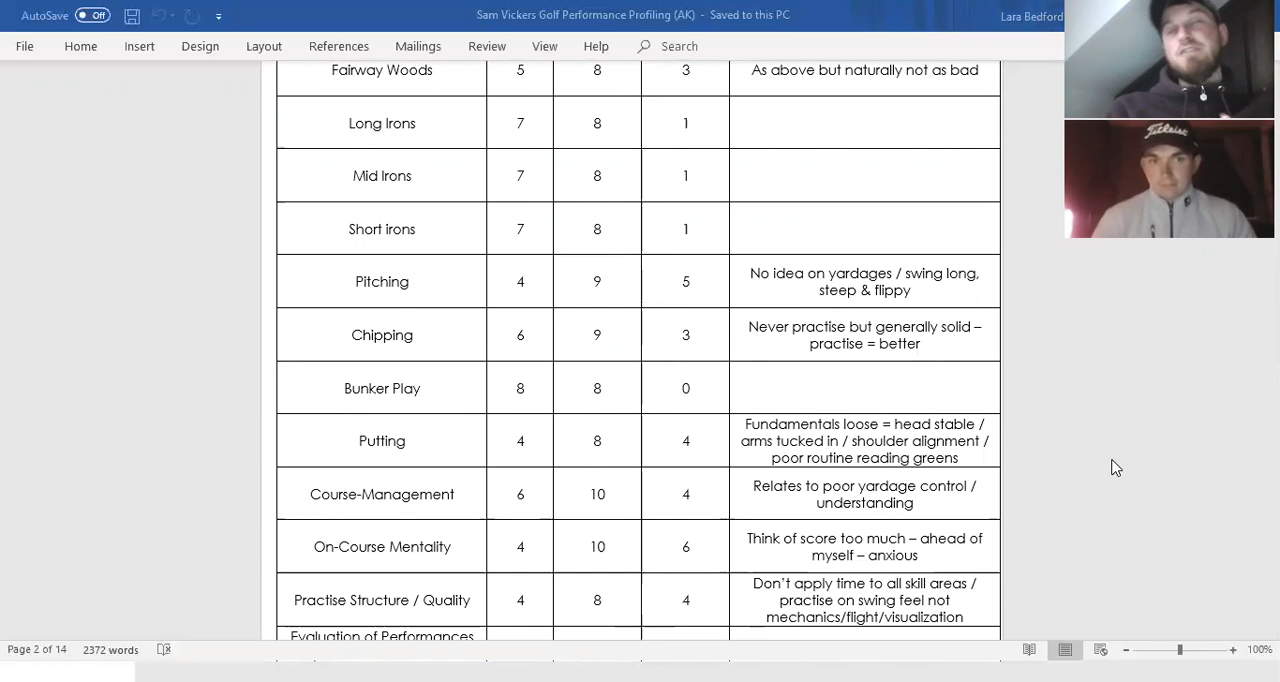 AutoSave Off Sam Vickers Golf Performance Profiling (AK) - Saved to this PC Lara Bedford
File Home Insert Design Layout References Mailings Review View Help Search
Fairway Woods 5 8 3 As above but naturally not as bad
Long Irons 7 8 1
Mid Irons 7 8 1
Short irons 7 8 1
Pitching 4 9 5 No idea on yardages / swing long,
steep & flippy
Chipping 6 9 3 Never practise but generally solid –
practise = better
Bunker Play 8 8 0
Putting 4 8 4 Fundamentals loose = head stable /
arms tucked in / shoulder alignment /
poor routine reading greens
Course-Management 6 10 4 Relates to poor yardage control /
understanding
On-Course Mentality 4 10 6 Think of score too much – ahead of
myself – anxious
Practise Structure / Quality 4 8 4 Don't apply time to all skill areas /
practise on swing feel not
mechanics/flight/visualization
Evaluation of Performances
Page 2 of 14 2372 words 100%
Titleist